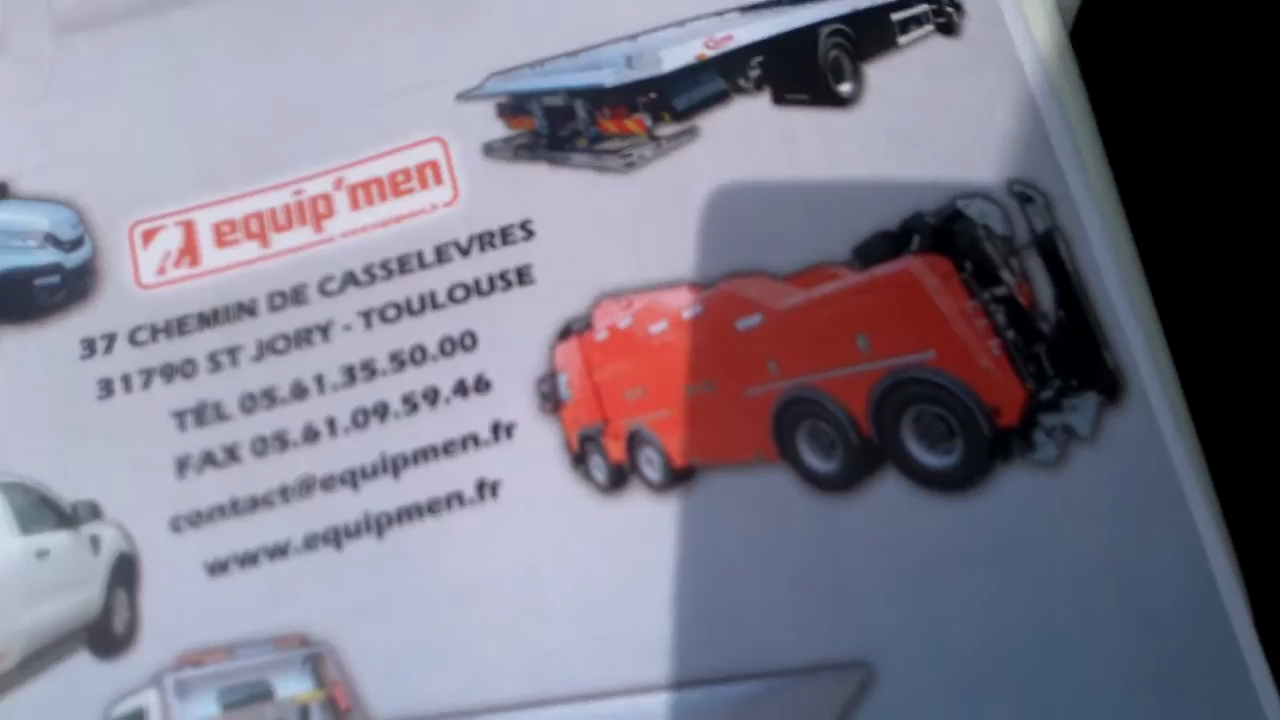 equip'men
37 CHEMIN DE CASSELEVRES
31790 ST JORY - TOULOUSE
TÉL 05.61.35.50.00
FAX 05.61.09.59.46
contact@equipmen.fr
www.equipmen.fr